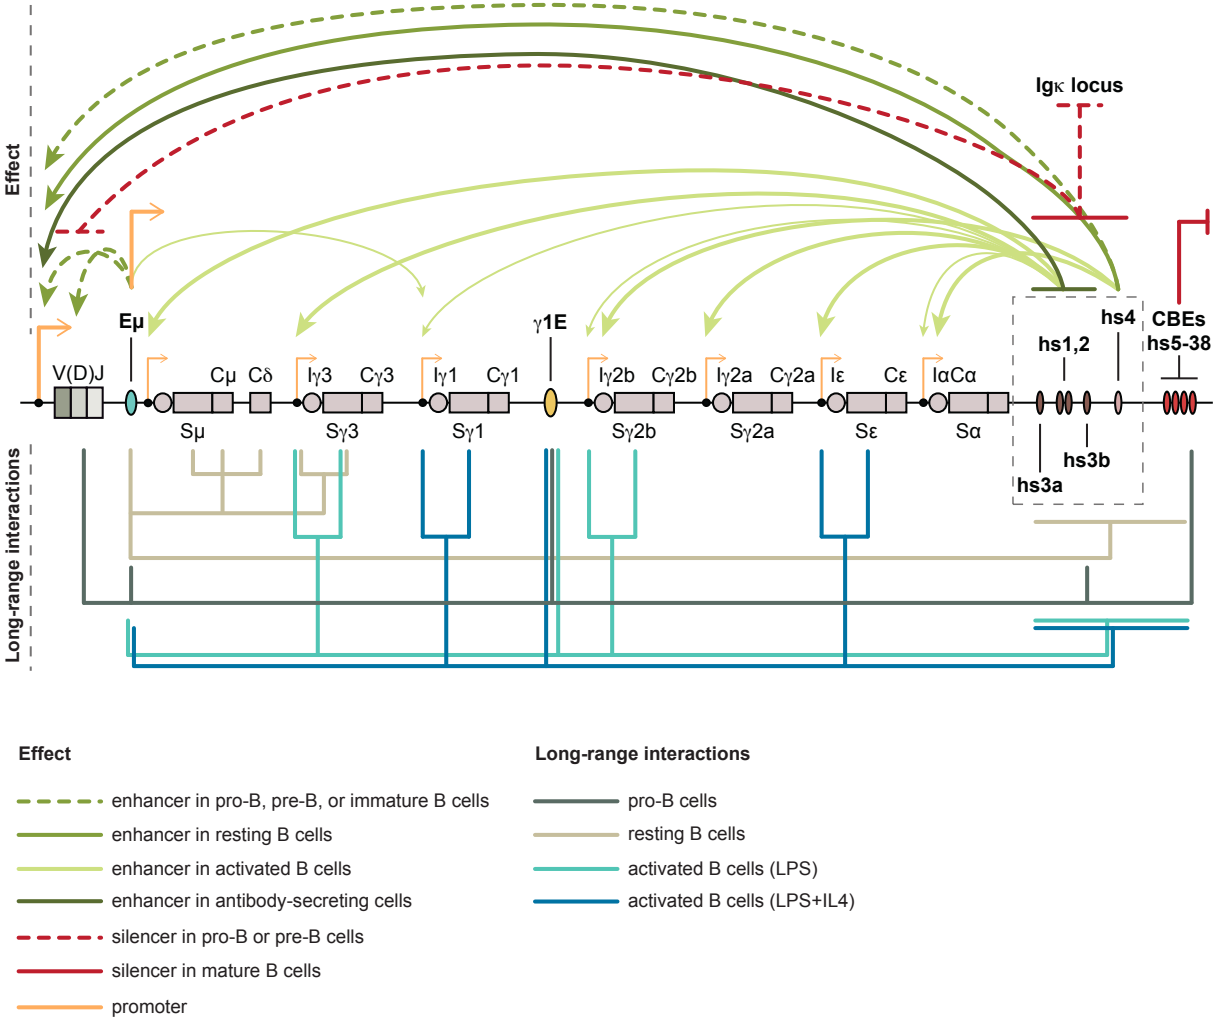 Effect
Igκ locus
Eμ
γ1E
hs4
CBEs
hs5-38
hs1,2
V(D)J
Cμ
Cδ
Iγ3
Cγ3
Iγ1
Cγ1
Iγ2b
Cγ2b
Iγ2a
Cγ2a
Iε
Cε
IαCα
Sμ
Sγ3
Sγ1
Sγ2b
Sγ2a
Sε
Sα
hs3b
hs3a
Long-range interactions
Effect
enhancer in pro-B, pre-B, or immature B cells
enhancer in resting B cells
enhancer in activated B cells
enhancer in antibody-secreting cells
silencer in pro-B or pre-B cells
silencer in mature B cells
promoter
Long-range interactions
pro-B cells
resting B cells
activated B cells (LPS)
activated B cells (LPS+IL4)